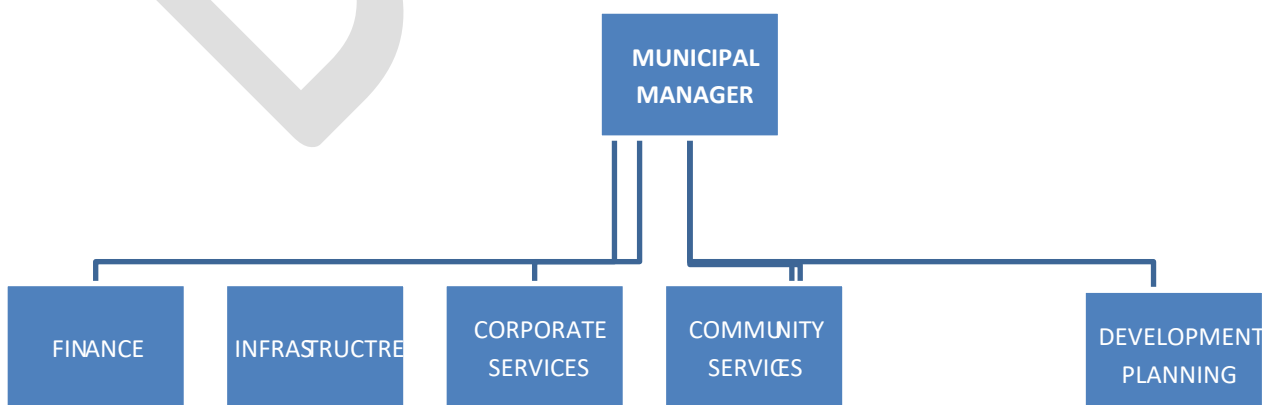 MUNICIPAL
MANAGER
FINANCE
INFRASTRUCTRE
CORPORATE
SERVICES
COMMUNITY
SERVICES
DEVELOPMENT
PLANNING